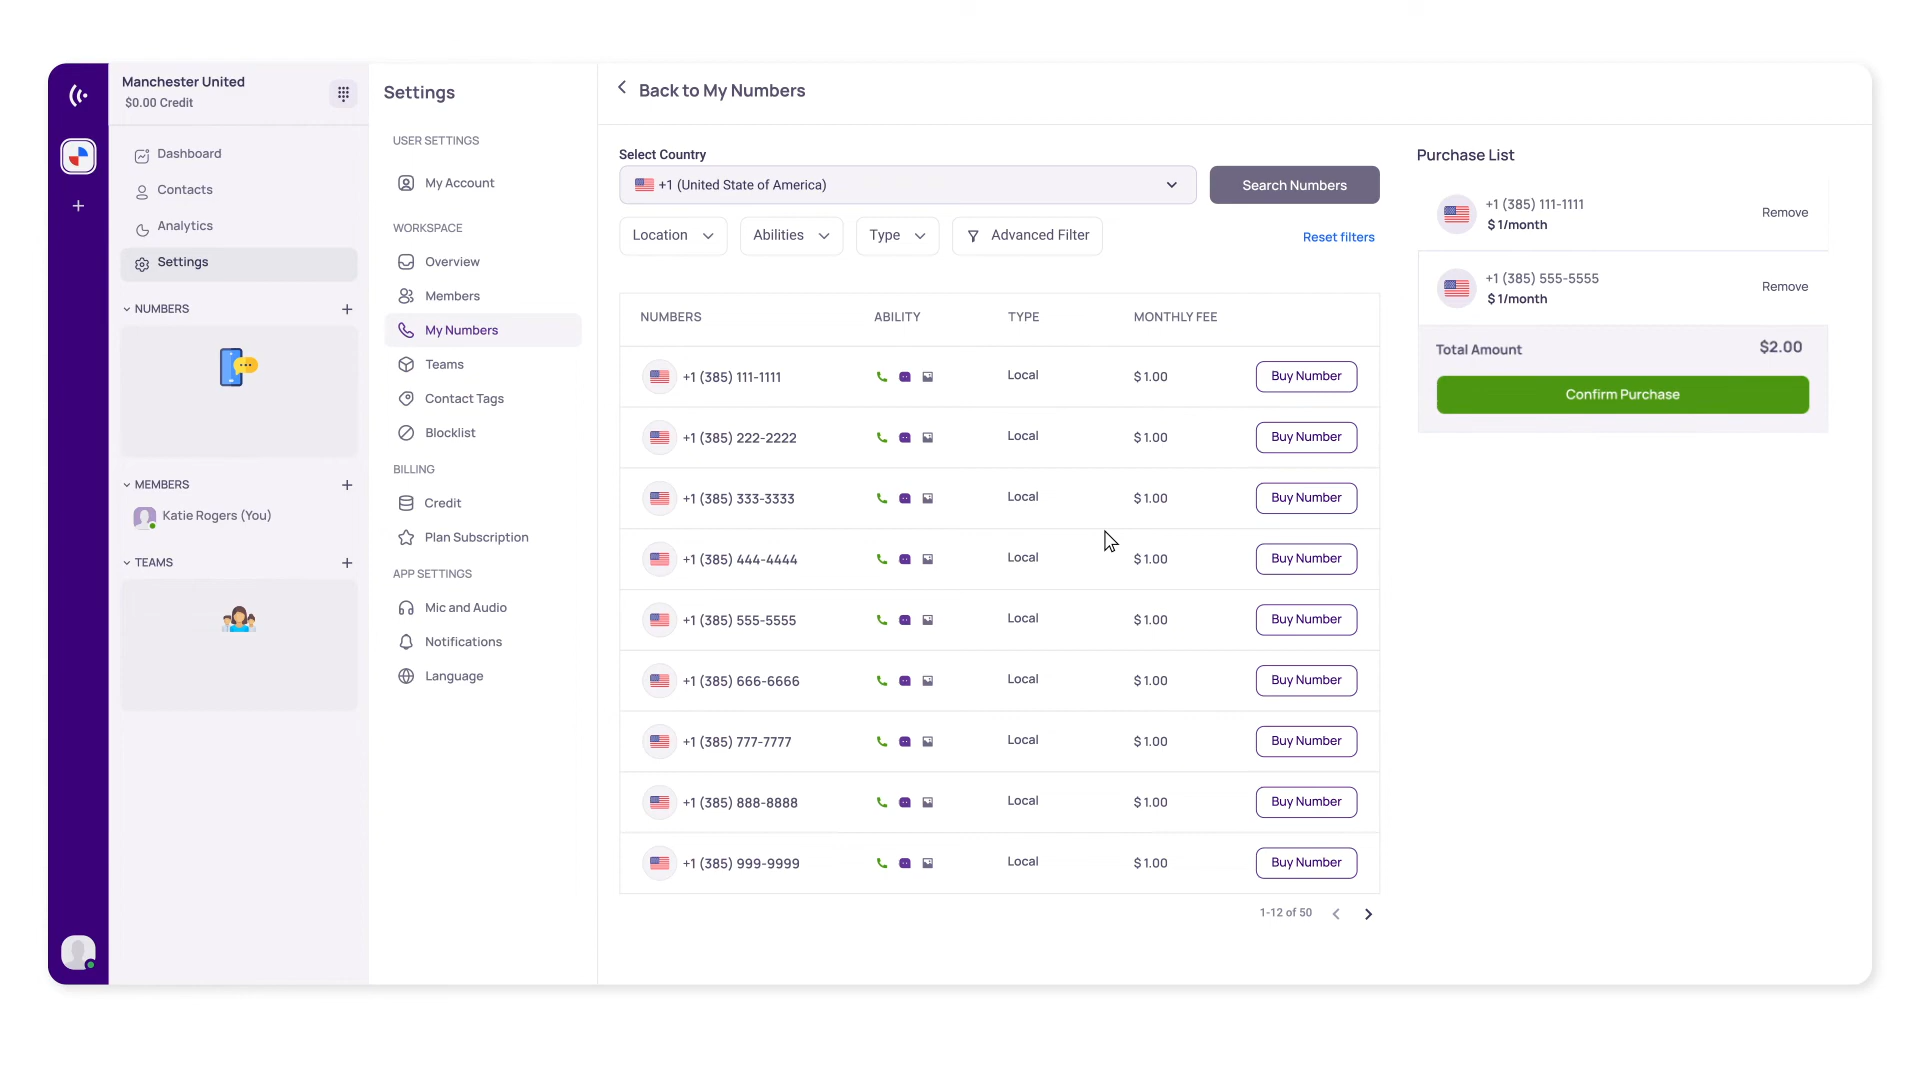 Manchester United
$0.00 Credit
Dashboard
Contacts
Analytics
Settings
NUMBERS
MEMBERS
Katie Rogers (You)
TEAMS
Settings
USER SETTINGS
My Account
WORKSPACE
Overview
Members
My Numbers
Teams
Contact Tags
Blocklist
BILLING
Credit
Plan Subscription
APP SETTINGS
Mic and Audio
Notifications
Language
Back to My Numbers
Select Country
+1 (United State of America)
Search Numbers
Location Abilities Type Advanced Filter Reset filters
NUMBERS ABILITY TYPE MONTHLY FEE
+1 (385) 111-1111 Local $ 1.00 Buy Number
+1 (385) 222-2222 Local $ 1.00 Buy Number
+1 (385) 333-3333 Local $ 1.00 Buy Number
+1 (385) 444-4444 Local $ 1.00 Buy Number
+1 (385) 555-5555 Local $ 1.00 Buy Number
+1 (385) 666-6666 Local $ 1.00 Buy Number
+1 (385) 777-7777 Local $ 1.00 Buy Number
+1 (385) 888-8888 Local $ 1.00 Buy Number
+1 (385) 999-9999 Local $ 1.00 Buy Number
1-12 of 50
Purchase List
+1 (385) 111-1111
$ 1/month
Remove
+1 (385) 555-5555
$ 1/month
Remove
Total Amount $2.00
Confirm Purchase